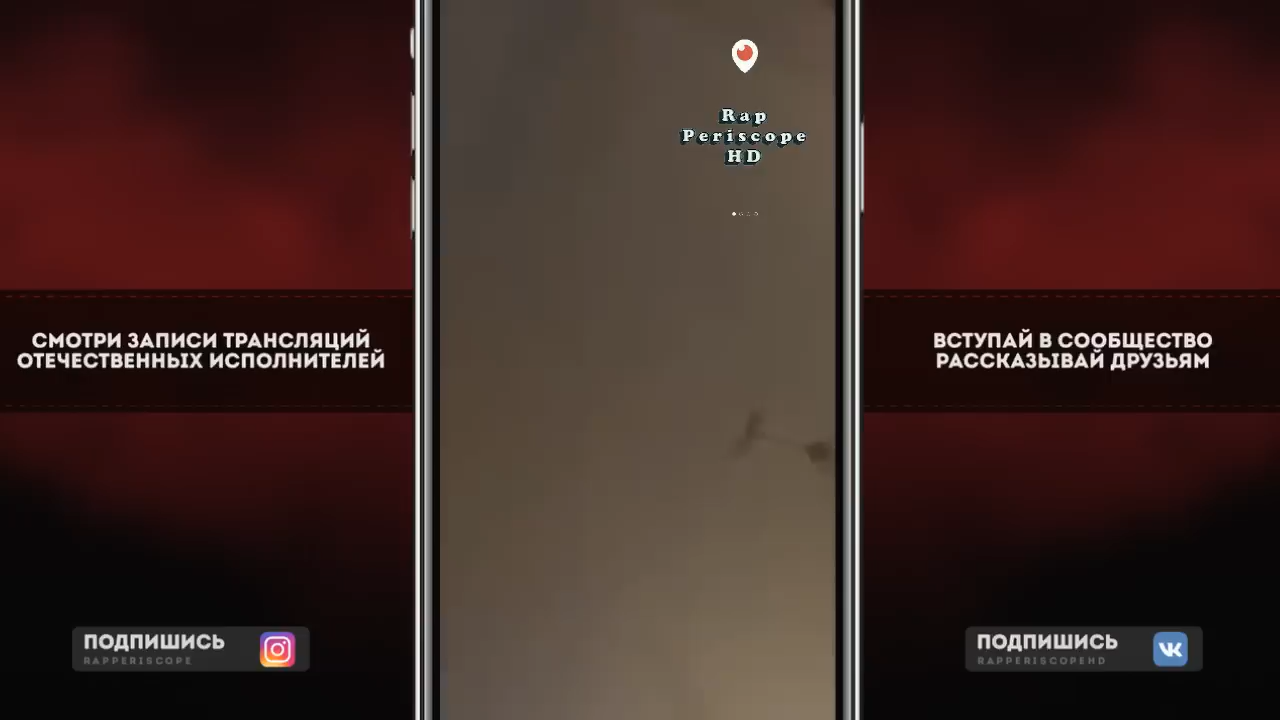 Rap
Periscope
HD
СМОТРИ ЗАПИСИ ТРАНСЛЯЦИЙ
ОТЕЧЕСТВЕННЫХ ИСПОЛНИТЕЛЕЙ
ВСТУПАЙ В СООБЩЕСТВО
РАССКАЗЫВАЙ ДРУЗЬЯМ
ПОДПИШИСЬ
RAPPERISCOPE
ПОДПИШИСЬ
RAPPERISCOPEHD